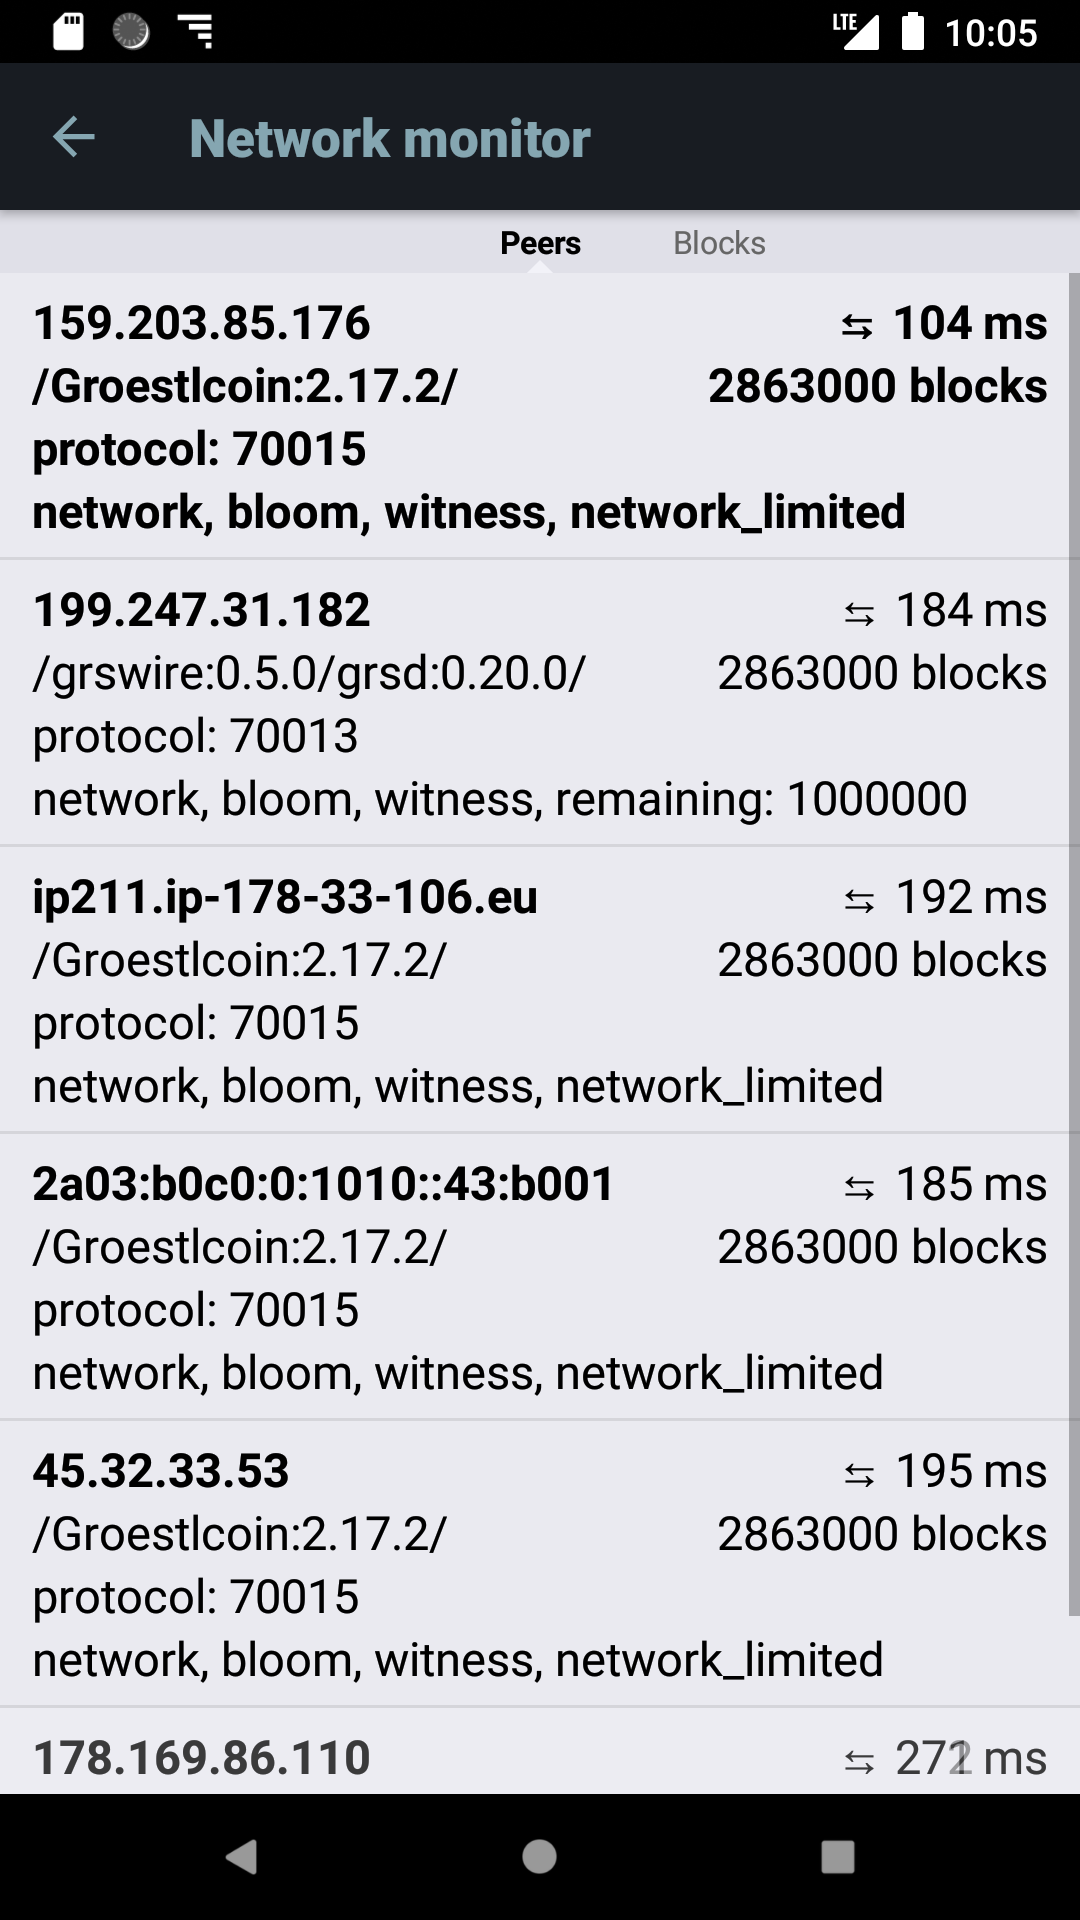 LTE 10:05
Network monitor
Peers Blocks
159.203.85.176 ⇆ 104 ms
/Groestlcoin:2.17.2/ 2863000 blocks
protocol: 70015
network, bloom, witness, network_limited
199.247.31.182 ⇆ 184 ms
/grswire:0.5.0/grsd:0.20.0/ 2863000 blocks
protocol: 70013
network, bloom, witness, remaining: 1000000
ip211.ip-178-33-106.eu ⇆ 192 ms
/Groestlcoin:2.17.2/ 2863000 blocks
protocol: 70015
network, bloom, witness, network_limited
2a03:b0c0:0:1010::43:b001 ⇆ 185 ms
/Groestlcoin:2.17.2/ 2863000 blocks
protocol: 70015
network, bloom, witness, network_limited
45.32.33.53 ⇆ 195 ms
/Groestlcoin:2.17.2/ 2863000 blocks
protocol: 70015
network, bloom, witness, network_limited
178.169.86.110 ⇆ ms